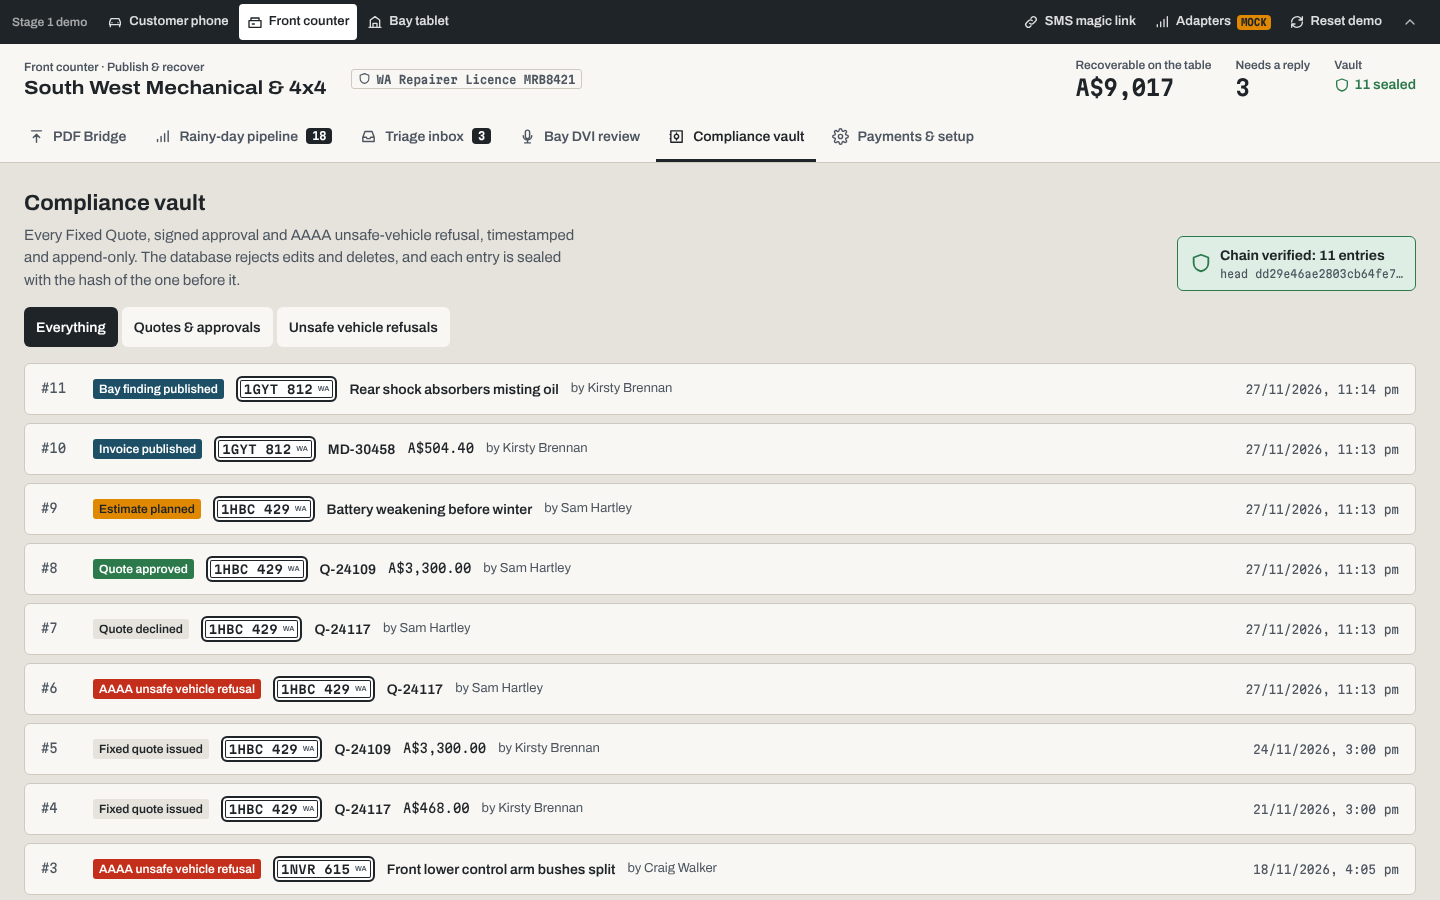 Stage 1 demo Customer phone Front counter Bay tablet SMS magic link Adapters MOCK Reset demo
Front counter · Publish & recover
South West Mechanical & 4x4
WA Repairer Licence MRB8421
Recoverable on the table
A$9,017
Needs a reply
3
Vault
11 sealed
PDF Bridge Rainy-day pipeline 18 Triage inbox 3 Bay DVI review Compliance vault Payments & setup
Compliance vault
Every Fixed Quote, signed approval and AAAA unsafe-vehicle refusal, timestamped
and append-only. The database rejects edits and deletes, and each entry is sealed
with the hash of the one before it.
Chain verified: 11 entries
head dd29e46ae2803cb64fe7…
Everything Quotes & approvals Unsafe vehicle refusals
#11 Bay finding published 1GYT 812 WA Rear shock absorbers misting oil by Kirsty Brennan 27/11/2026, 11:14 pm
#10 Invoice published 1GYT 812 WA MD-30458 A$504.40 by Kirsty Brennan 27/11/2026, 11:13 pm
#9 Estimate planned 1HBC 429 WA Battery weakening before winter by Sam Hartley 27/11/2026, 11:13 pm
#8 Quote approved 1HBC 429 WA Q-24109 A$3,300.00 by Sam Hartley 27/11/2026, 11:13 pm
#7 Quote declined 1HBC 429 WA Q-24117 by Sam Hartley 27/11/2026, 11:13 pm
#6 AAAA unsafe vehicle refusal 1HBC 429 WA Q-24117 by Sam Hartley 27/11/2026, 11:13 pm
#5 Fixed quote issued 1HBC 429 WA Q-24109 A$3,300.00 by Kirsty Brennan 24/11/2026, 3:00 pm
#4 Fixed quote issued 1HBC 429 WA Q-24117 A$468.00 by Kirsty Brennan 21/11/2026, 3:00 pm
#3 AAAA unsafe vehicle refusal 1NVR 615 WA Front lower control arm bushes split by Craig Walker 18/11/2026, 4:05 pm